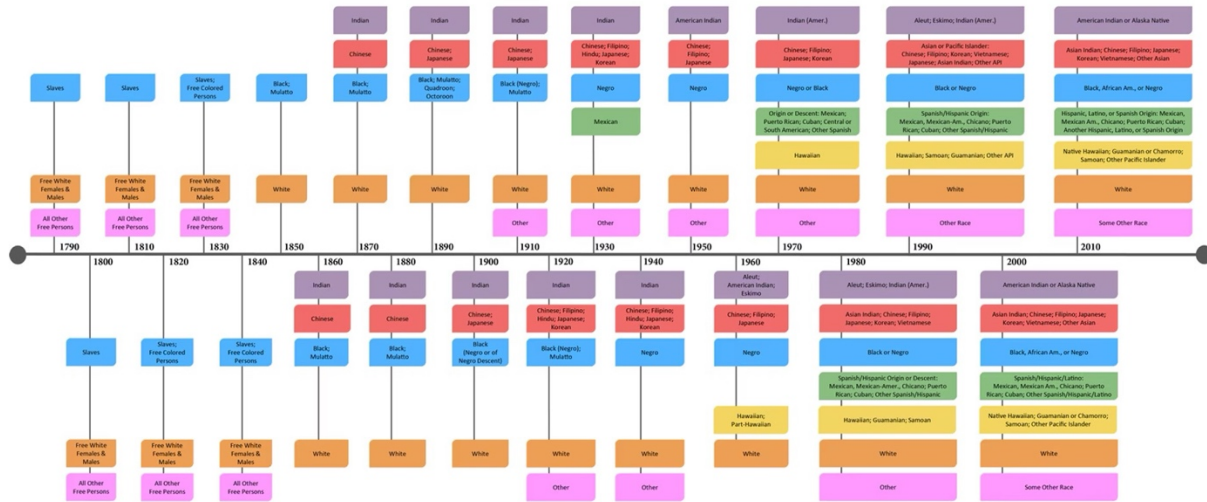 Indian
Indian
Indian
Indian
American Indian
Indian (Amer.)
Aleut; Eskimo; Indian (Amer.)
American Indian or Alaska Native
Chinese
Chinese;
Japanese
Chinese;
Japanese
Chinese; Filipino;
Hindu; Japanese;
Korean
Chinese;
Filipino;
Japanese
Chinese; Filipino;
Japanese; Korean
Asian or Pacific Islander:
Chinese; Filipino; Korean; Vietnamese;
Japanese; Asian Indian; Other API
Asian Indian; Chinese; Filipino; Japanese;
Korean; Vietnamese; Other Asian
Slaves
Slaves
Slaves;
Free Colored
Persons
Black;
Mulatto
Black;
Mulatto
Black; Mulatto;
Quadroon;
Octoroon
Black (Negro);
Mulatto
Negro
Negro
Negro or Black
Black or Negro
Black, African Am., or Negro
Mexican
Origin or Descent: Mexican;
Puerto Rican; Cuban; Central or
South American; Other Spanish
Spanish/Hispanic Origin:
Mexican, Mexican-Am., Chicano; Puerto
Rican; Cuban; Other Spanish/Hispanic
Hispanic, Latino, or Spanish Origin:
Mexican, Mexican Am., Chicano; Puerto Rican; Cuban;
Another Hispanic, Latino, or Spanish Origin
Hawaiian
Hawaiian; Samoan; Guamanian; Other API
Native Hawaiian; Guamanian or Chamorro;
Samoan; Other Pacific Islander
Free White
Females &
Males
Free White
Females &
Males
Free White
Females &
Males
White
White
White
White
White
White
White
White
White
All Other
Free Persons
All Other
Free Persons
All Other
Free Persons
Other
Other
Other
Other
Other Race
Some Other Race
1790
1810
1830
1850
1870
1890
1910
1930
1950
1970
1990
2010
1800
1820
1840
1860
1880
1900
1920
1940
1960
1980
2000
Indian
Indian
Indian
Indian
Indian
Aleut;
American Indian;
Eskimo
Aleut; Eskimo; Indian (Amer.)
American Indian or Alaska Native
Chinese
Chinese
Chinese;
Japanese
Chinese; Filipino;
Hindu; Japanese;
Korean
Chinese; Filipino;
Hindu; Japanese;
Korean
Chinese; Filipino;
Japanese
Asian Indian; Chinese; Filipino;
Japanese; Korean; Vietnamese
Asian Indian; Chinese; Filipino; Japanese;
Korean; Vietnamese; Other Asian
Slaves
Slaves;
Free Colored
Persons
Slaves;
Free Colored
Persons
Black;
Mulatto
Black;
Mulatto
Black
(Negro or of
Negro Descent)
Black (Negro);
Mulatto
Negro
Negro
Black or Negro
Black, African Am., or Negro
Spanish/Hispanic Origin or Descent:
Mexican, Mexican-Amer., Chicano; Puerto
Rican; Cuban; Other Spanish/Hispanic
Spanish/Hispanic/Latino:
Mexican, Mexican Am., Chicano; Puerto
Rican; Cuban; Other Spanish/Hispanic/Latino
Hawaiian;
Part-Hawaiian
Hawaiian; Guamanian; Samoan
Native Hawaiian; Guamanian or Chamorro;
Samoan; Other Pacific Islander
Free White
Females &
Males
Free White
Females &
Males
Free White
Females &
Males
White
White
White
White
White
White
White
White
All Other
Free Persons
All Other
Free Persons
All Other
Free Persons
Other
Other
Other
Some Other Race